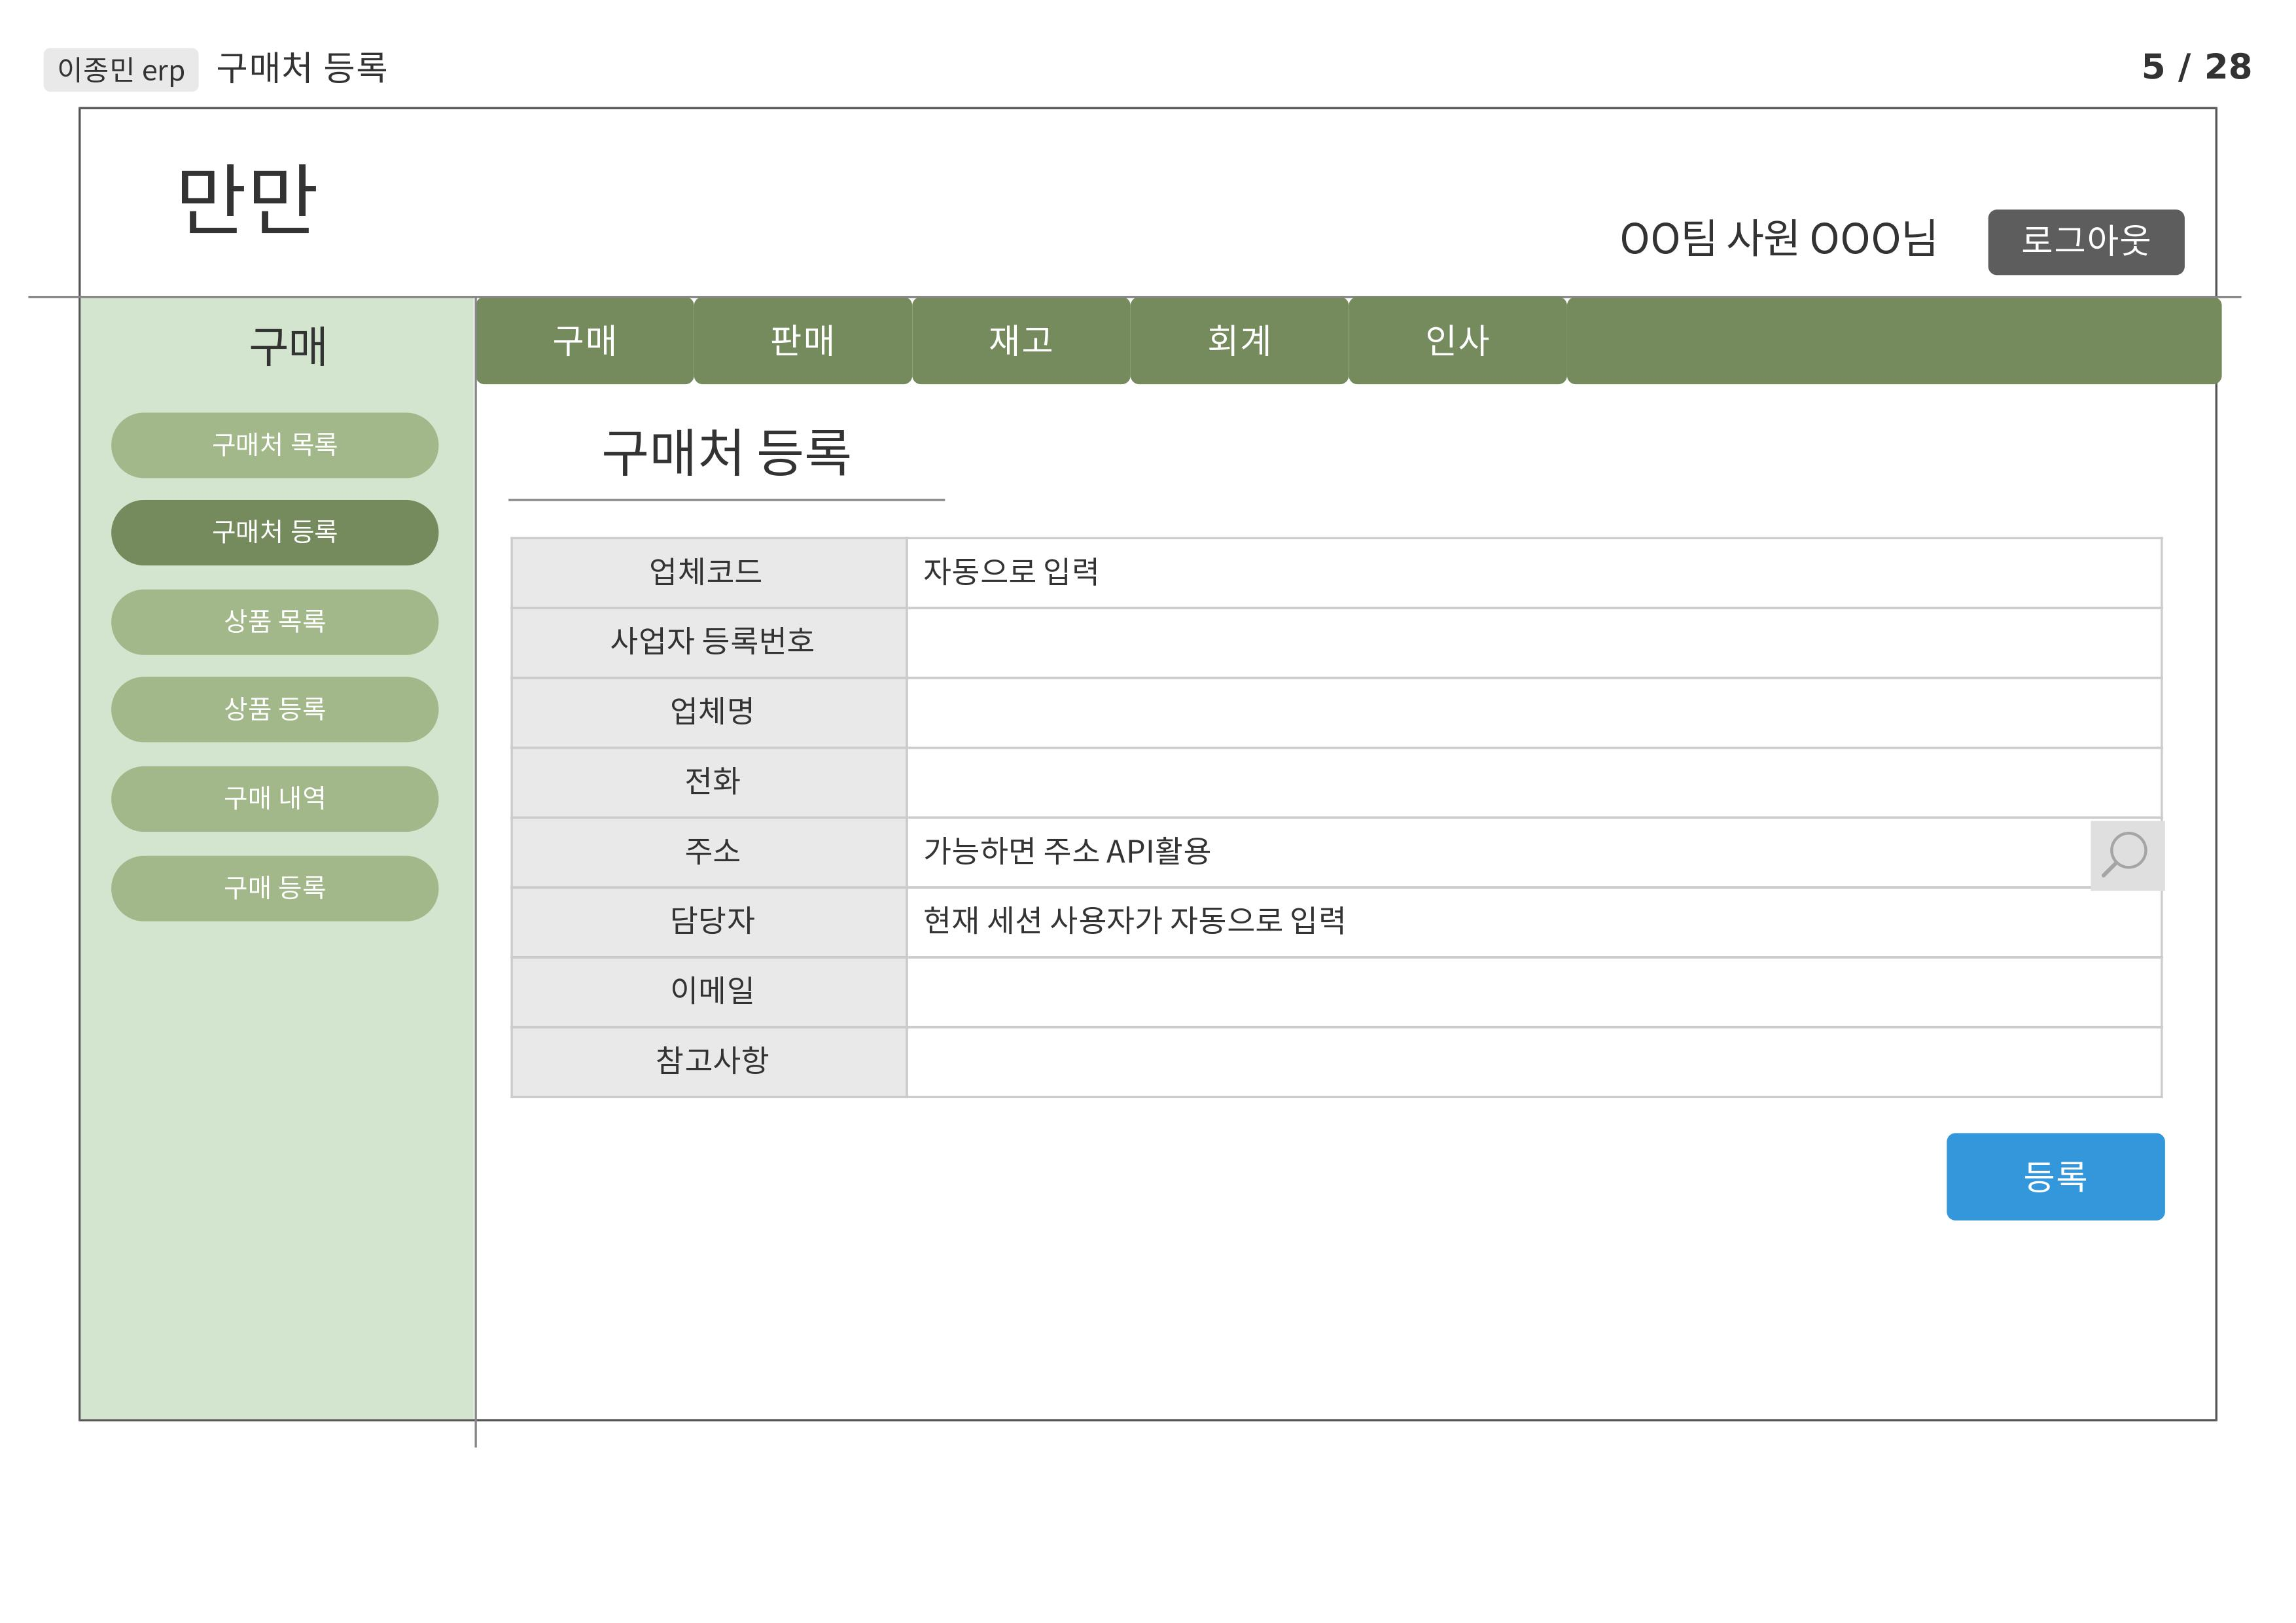 이종민 erp 구매처 등록 5 / 28
만만
OO팀 사원 OOO님 로그아웃
구매 판매 재고 회계 인사
구매
구매처 목록
구매처 등록
상품 목록
상품 등록
구매 내역
구매 등록
구매처 등록
업체코드 자동으로 입력
사업자 등록번호
업체명
전화
주소 가능하면 주소 API활용
담당자 현재 세션 사용자가 자동으로 입력
이메일
참고사항
등록